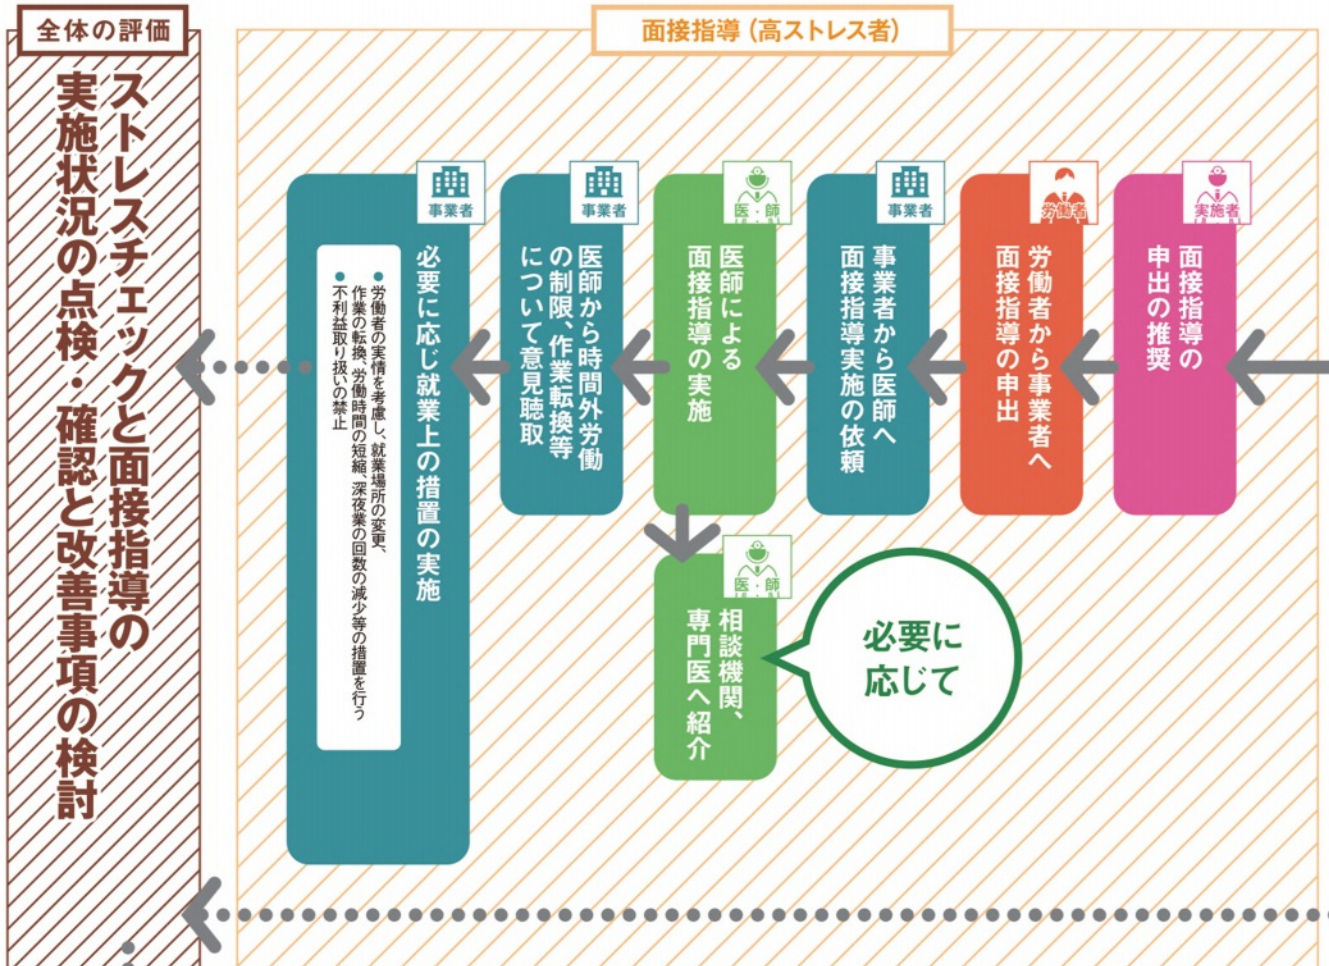 面接指導（高ストレス者）
実施者
面接指導の
申出の推奨
労働者
労働者から事業者へ
面接指導の申出
事業者
事業者から医師へ
面接指導実施の依頼
医・師
医師による
面接指導の実施
医・師
相談機関、
専門医へ紹介
必要に
応じて
事業者
医師から時間外労働
の制限、作業転換等
について意見聴取
事業者
必要に応じ就業上の措置の実施
● 労働者の実情を考慮し、就業場所の変更、
作業の転換、労働時間の短縮、深夜業の回数の減少等の措置を行う
● 不利益取り扱いの禁止
全体の評価
ストレスチェックと面接指導の
実施状況の点検・確認と改善事項の検討